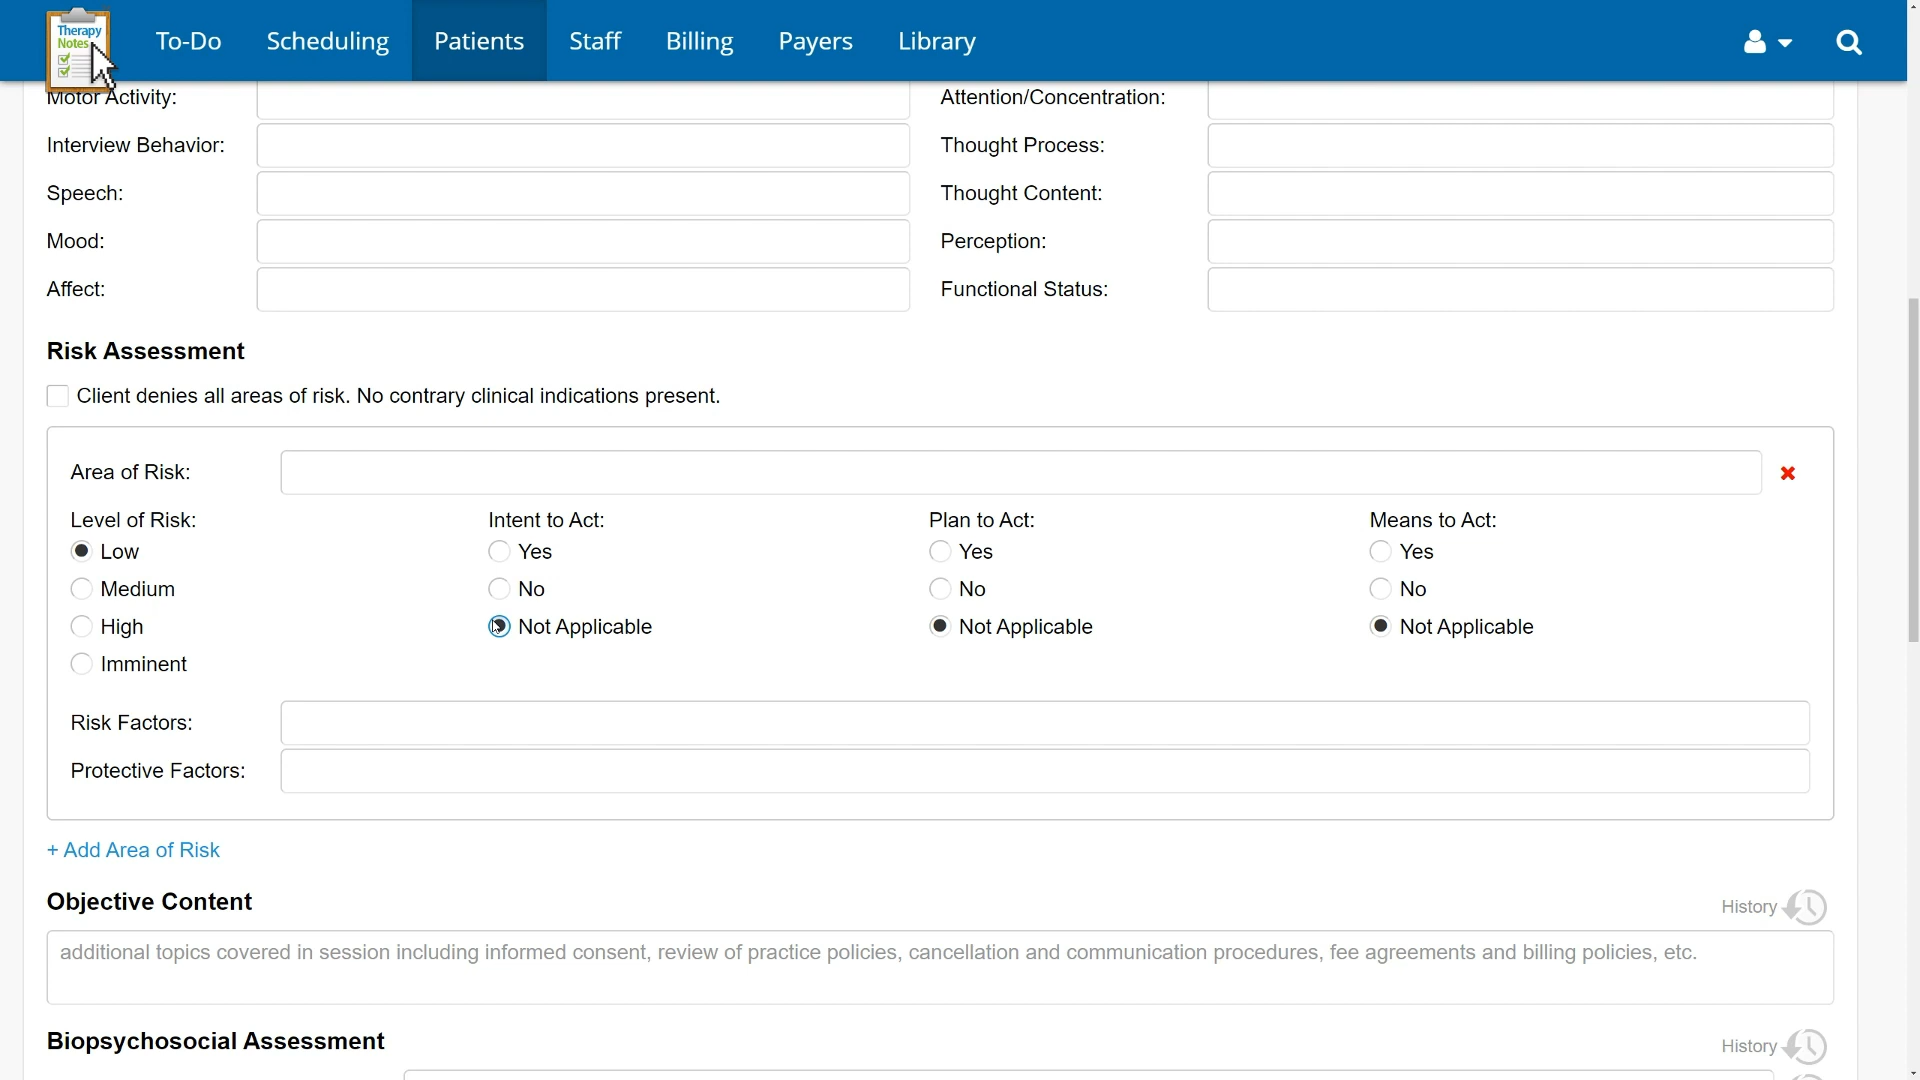 Therapy
Notes
To-Do Scheduling Patients Staff Billing Payers Library
Motor Activity: Attention/Concentration:
Interview Behavior: Thought Process:
Speech: Thought Content:
Mood: Perception:
Affect: Functional Status:
Risk Assessment
Client denies all areas of risk. No contrary clinical indications present.
Area of Risk:
Level of Risk: Intent to Act: Plan to Act: Means to Act:
Low Yes Yes Yes
Medium No No No
High Not Applicable Not Applicable Not Applicable
Imminent
Risk Factors:
Protective Factors:
+ Add Area of Risk
Objective Content History
additional topics covered in session including informed consent, review of practice policies, cancellation and communication procedures, fee agreements and billing policies, etc.
Biopsychosocial Assessment History